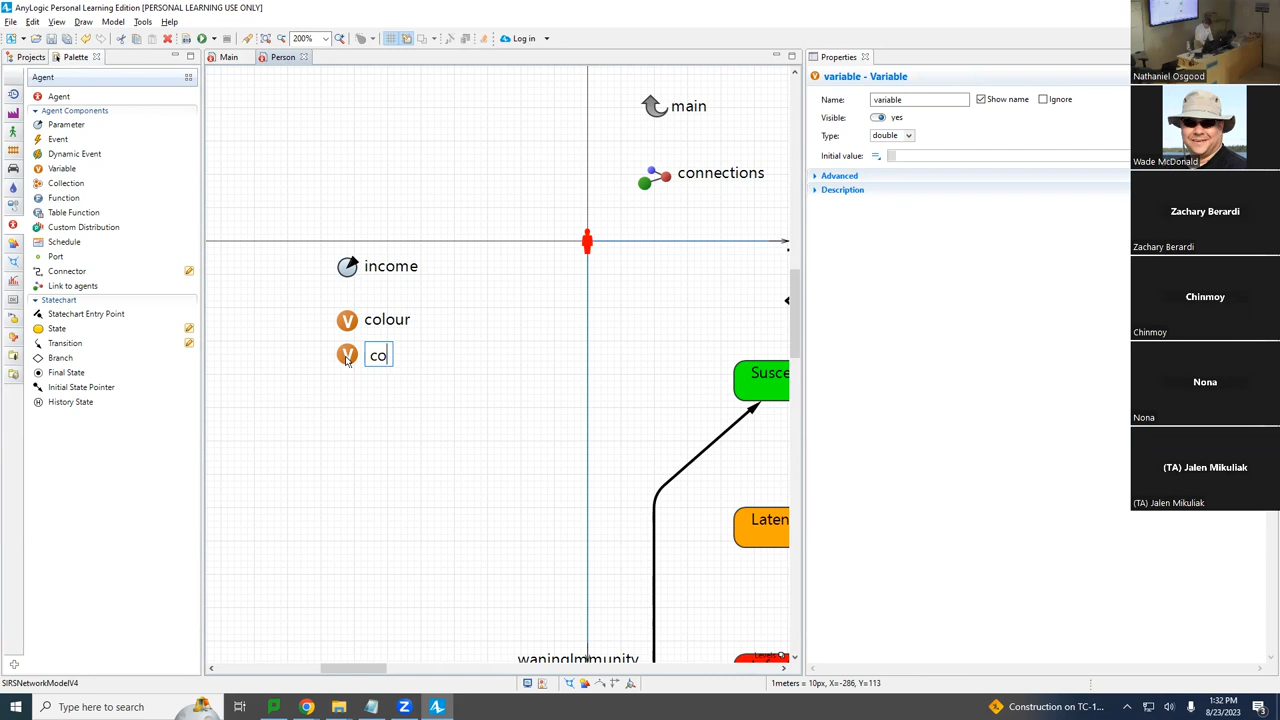 AnyLogic Personal Learning Edition [PERSONAL LEARNING USE ONLY]
File Edit View Draw Model Tools Help
200%
Log in
Projects
Palette
Main
Person
Properties
Agent
Agent
Agent Components
Parameter
Event
Dynamic Event
Variable
Collection
Function
Table Function
Custom Distribution
Schedule
Port
Connector
Link to agents
Statechart
Statechart Entry Point
State
Transition
Branch
Final State
Initial State Pointer
History State
main
connections
income
V colour
V co
Susce
Laten
waningImmunity
variable - Variable
Name: variable Show name Ignore
Visible: yes
Type: double
Initial value:
Advanced
Description
Nathaniel Osgood
Wade McDonald
Zachary Berardi
Zachary Berardi
Chinmoy
Chinmoy
Nona
Nona
(TA) Jalen Mikuliak
(TA) Jalen Mikuliak
SIRSNetworkModelV4
1meters = 10px, X=-286, Y=113
Type here to search
Construction on TC-1...
1:32 PM
8/23/2023